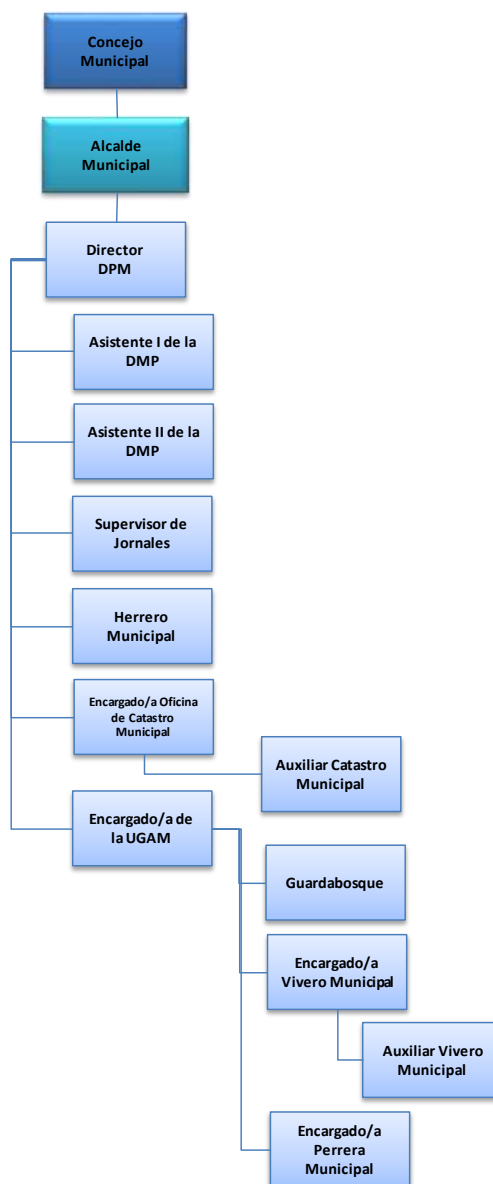 Concejo
Municipal
Alcalde
Municipal
Director
DPM
Asistente I de la
DMP
Asistente II de la
DMP
Supervisor de
Jornales
Herrero
Municipal
Encargado/a Oficina
de Catastro
Municipal
Auxiliar Catastro
Municipal
Encargado/a de
la UGAM
Guardabosque
Encargado/a
Vivero Municipal
Auxiliar Vivero
Municipal
Encargado/a
Perrera
Municipal